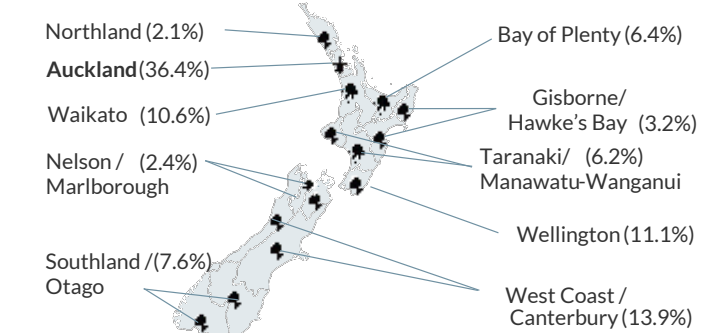 Northland (2.1%)
Auckland (36.4%)
Waikato (10.6%)
Nelson / (2.4%)
Marlborough
Southland / (7.6%)
Otago
Bay of Plenty (6.4%)
Gisborne/
Hawke's Bay (3.2%)
Taranaki/ (6.2%)
Manawatu-Wanganui
Wellington (11.1%)
West Coast /
Canterbury (13.9%)